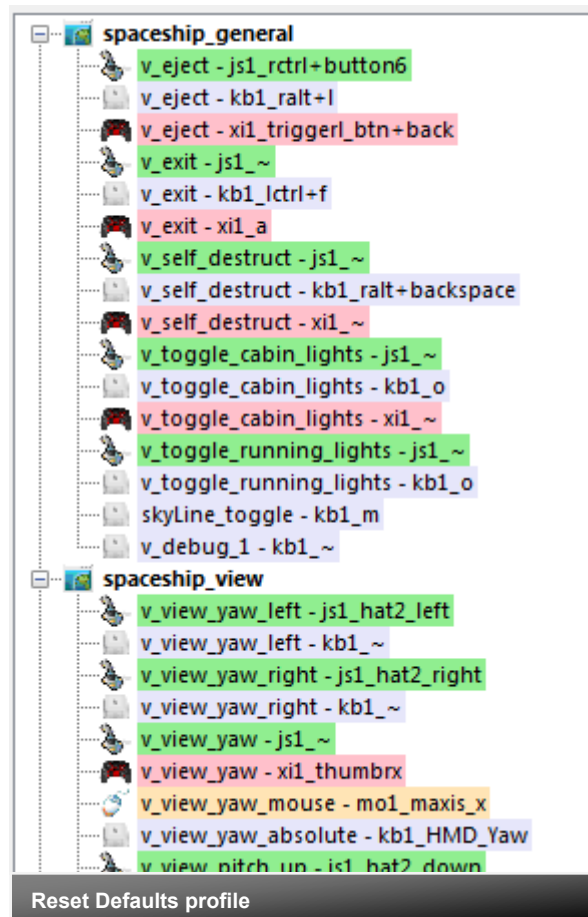 spaceship_general
v_eject - js1_rctrl+button6
v_eject - kb1_ralt+l
v_eject - xi1_triggerl_btn+back
v_exit - js1_~
v_exit - kb1_lctrl+f
v_exit - xi1_a
v_self_destruct - js1_~
v_self_destruct - kb1_ralt+backspace
v_self_destruct - xi1_~
v_toggle_cabin_lights - js1_~
v_toggle_cabin_lights - kb1_o
v_toggle_cabin_lights - xi1_~
v_toggle_running_lights - js1_~
v_toggle_running_lights - kb1_o
skyLine_toggle - kb1_m
v_debug_1 - kb1_~
spaceship_view
v_view_yaw_left - js1_hat2_left
v_view_yaw_left - kb1_~
v_view_yaw_right - js1_hat2_right
v_view_yaw_right - kb1_~
v_view_yaw - js1_~
v_view_yaw - xi1_thumbrx
v_view_yaw_mouse - mo1_maxis_x
v_view_yaw_absolute - kb1_HMD_Yaw
v_view_pitch_up - js1_hat2_down
Reset Defaults profile